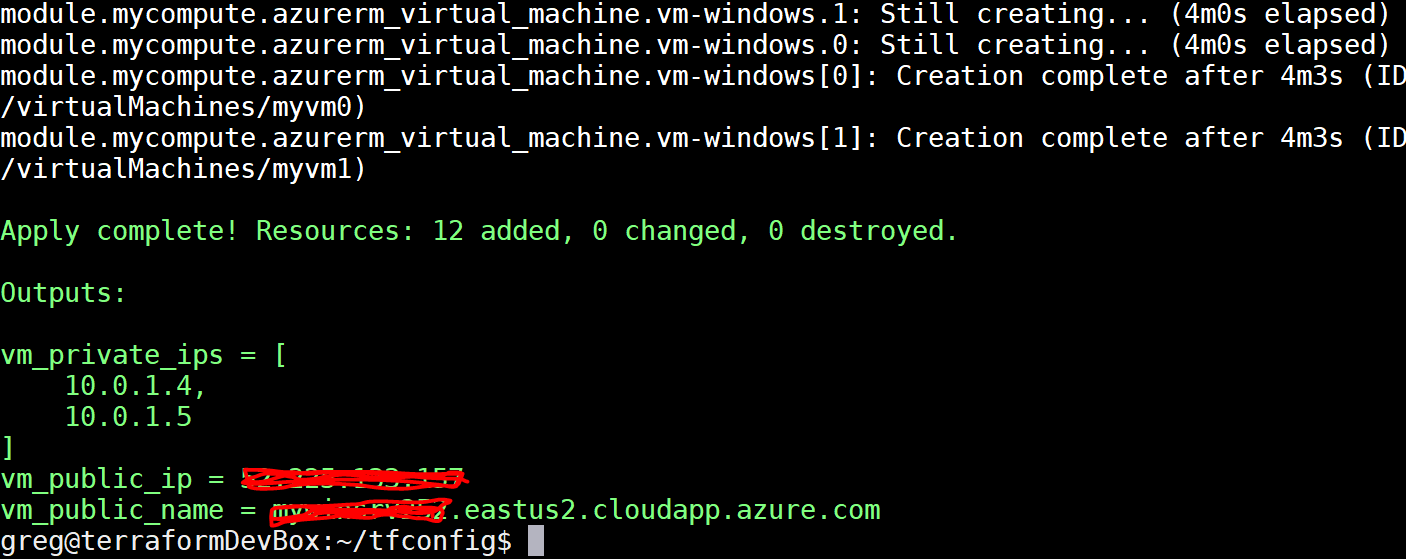 module.mycompute.azurerm_virtual_machine.vm-windows.1: Still creating... (4m0s elapsed)
module.mycompute.azurerm_virtual_machine.vm-windows.0: Still creating... (4m0s elapsed)
module.mycompute.azurerm_virtual_machine.vm-windows[0]: Creation complete after 4m3s (ID
/virtualMachines/myvm0)
module.mycompute.azurerm_virtual_machine.vm-windows[1]: Creation complete after 4m3s (ID
/virtualMachines/myvm1)
Apply complete! Resources: 12 added, 0 changed, 0 destroyed.
Outputs:
vm_private_ips = [
10.0.1.4,
10.0.1.5
]
vm_public_ip =
vm_public_name = .eastus2.cloudapp.azure.com
greg@terraformDevBox:~/tfconfig$